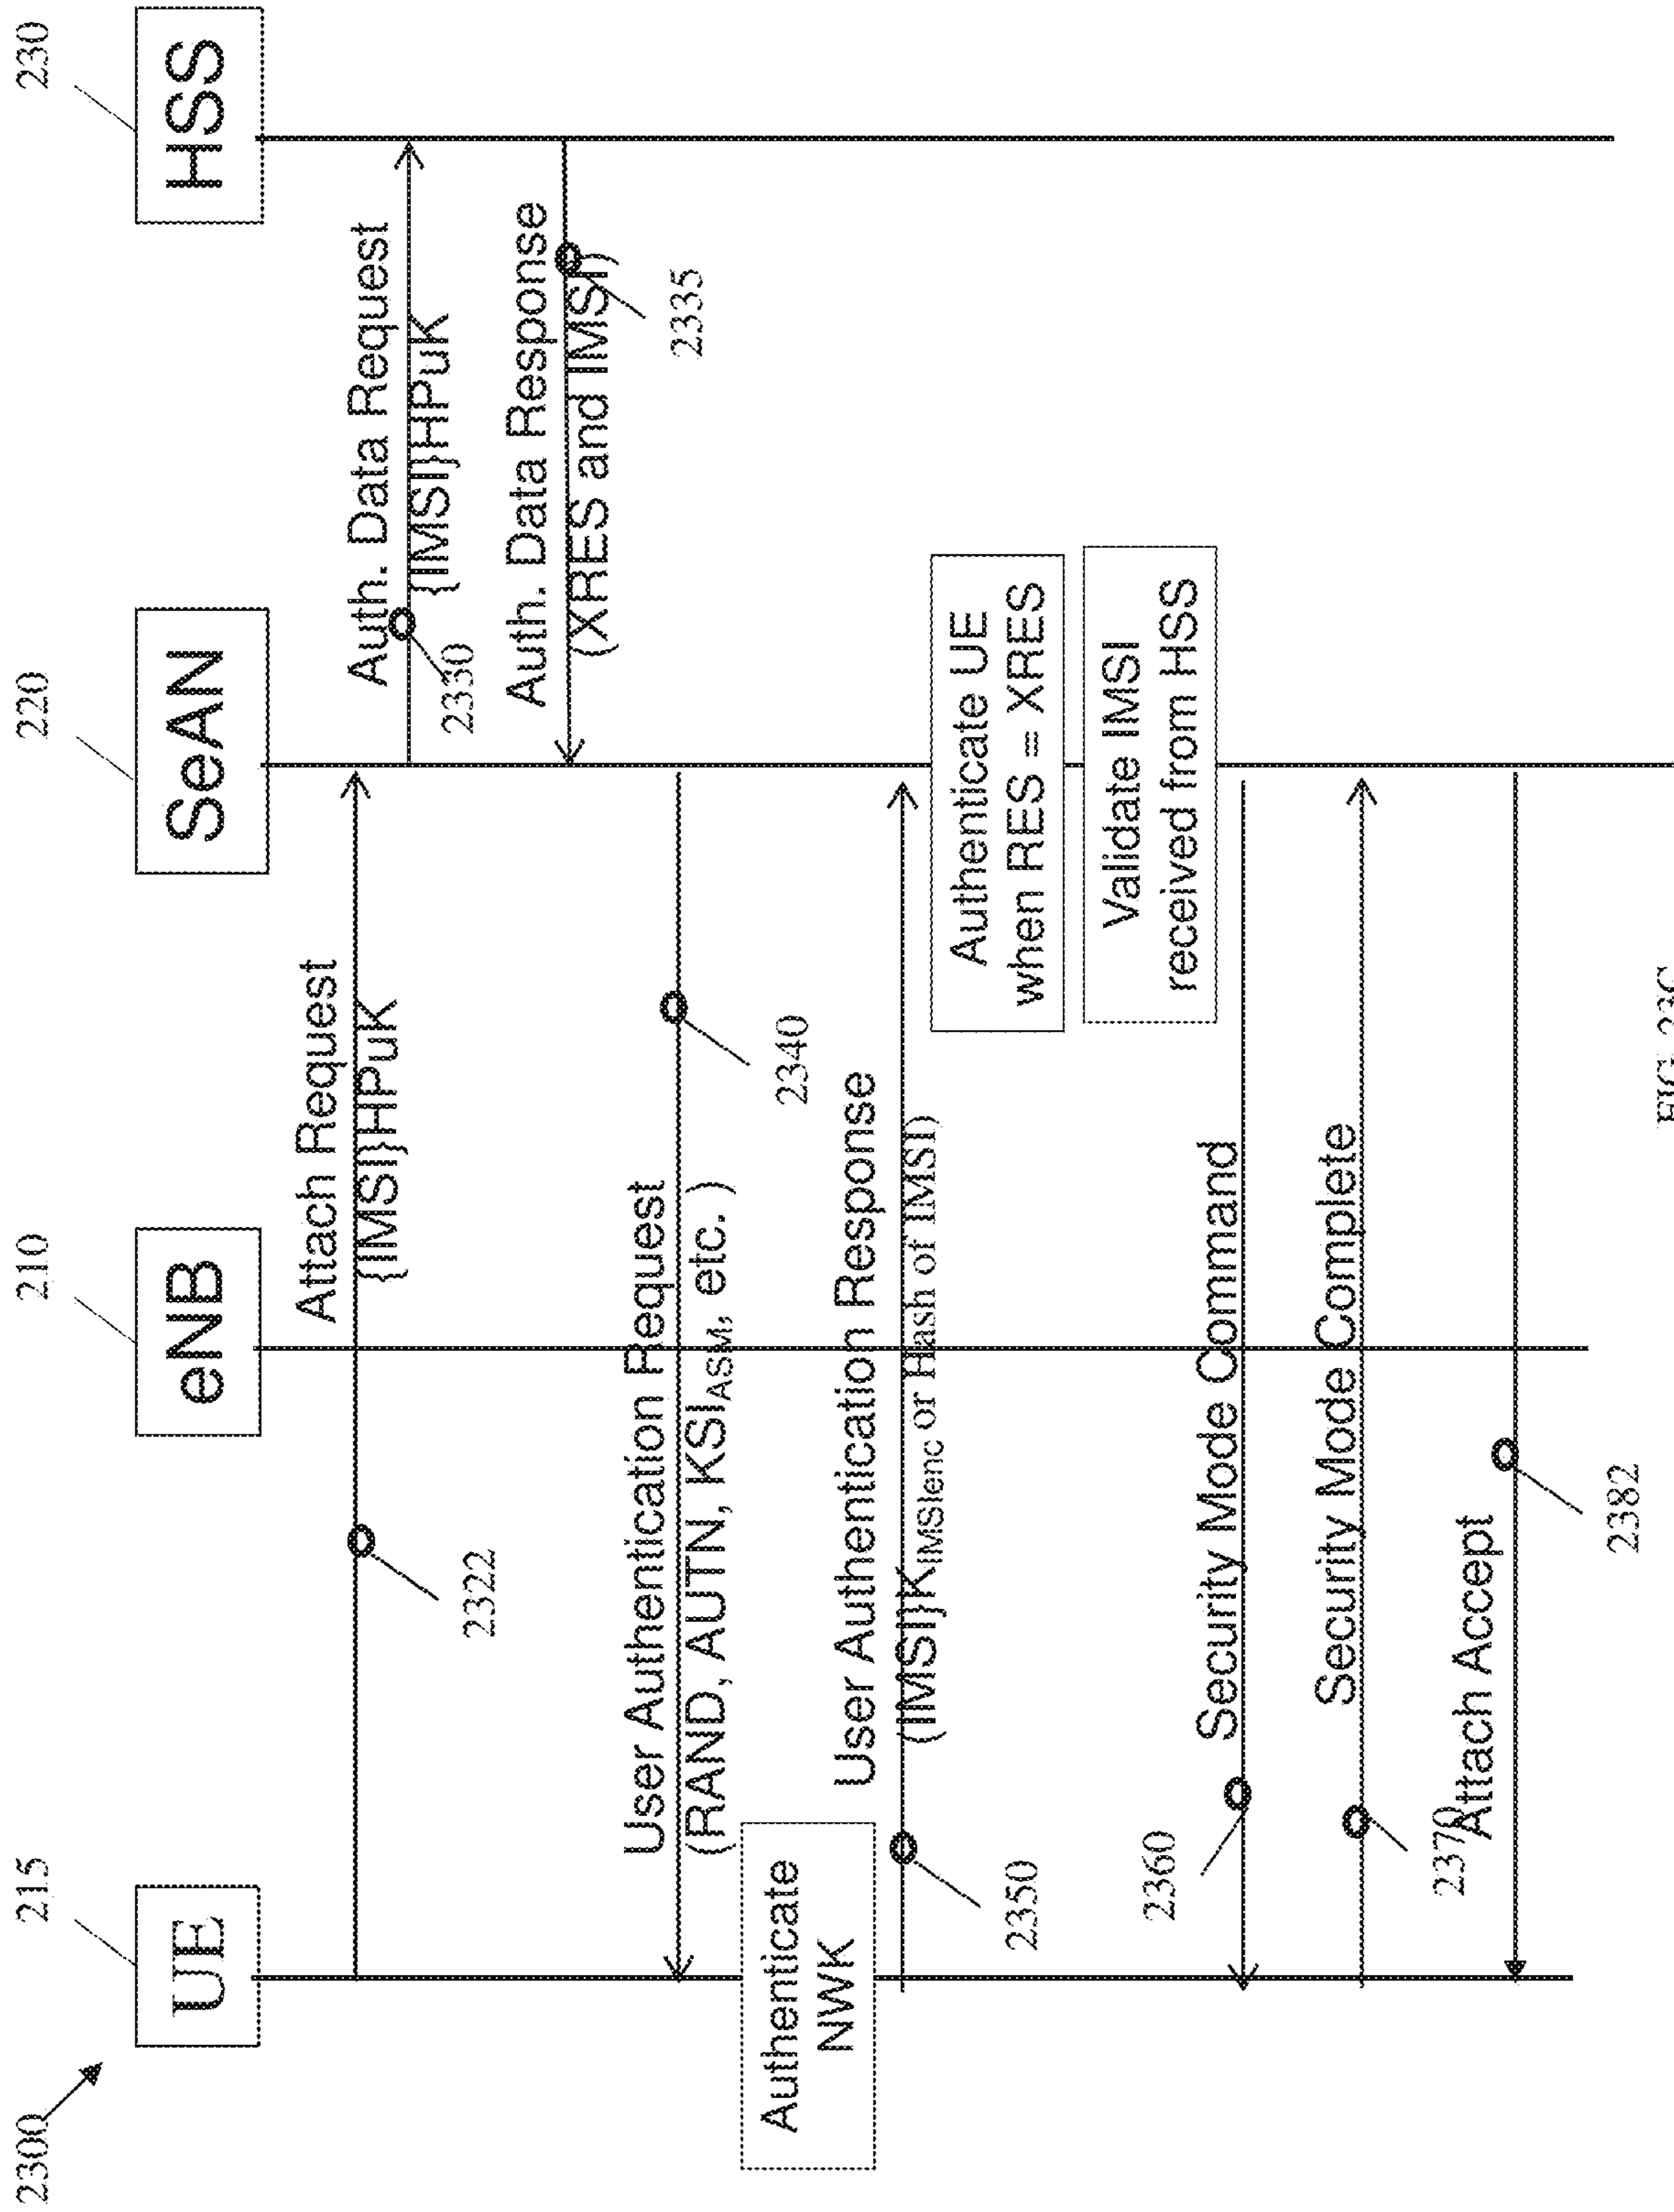 2300
215
210
220
230
UE
eNB
SeAN
HSS
Attach Request
{IMSI}HPuK
2322
Auth. Data Request
{IMSI}HPuK
2330
Auth. Data Response
(XRES and IMSI)
2335
User Authentication Request
(RAND, AUTN, KSIASM, etc. )
2340
Authenticate
NWK
User Authentication Response
(IMSI}KIMSIenc or Hash of IMSI)
2350
Authenticate UE
when RES = XRES
Validate IMSI
received from HSS
Security Mode Command
2360
Security Mode Complete
2370
Attach Accept
2382
FIG. 23C